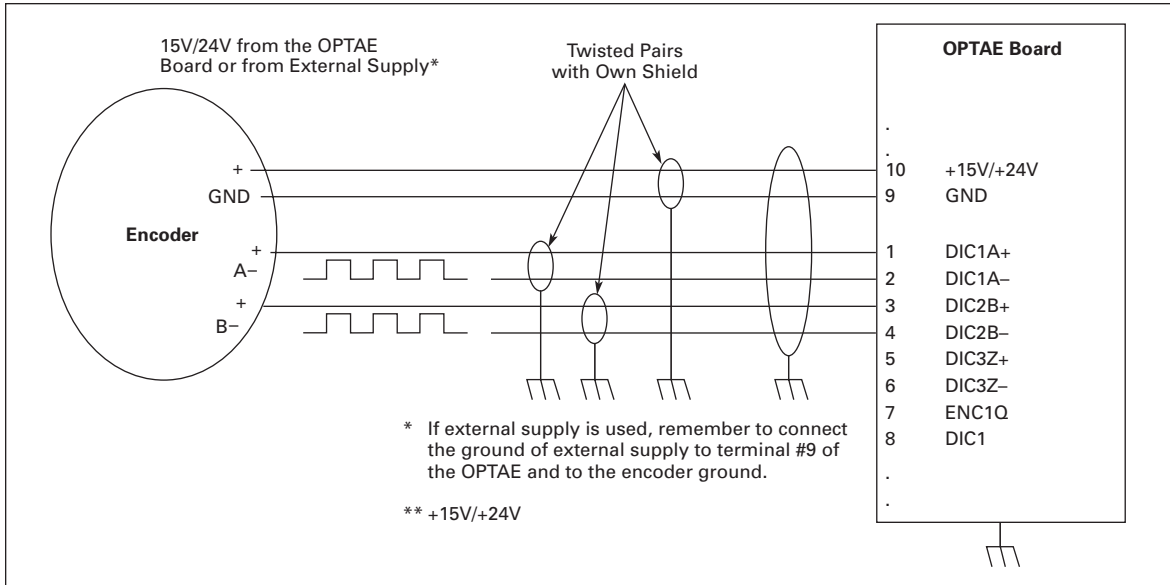 15V/24V from the OPTAE
Board or from External Supply*
Twisted Pairs
with Own Shield
OPTAE Board
.
.
+
GND
Encoder
+
A–
+
B–
10 +15V/+24V
9 GND
1 DIC1A+
2 DIC1A–
3 DIC2B+
4 DIC2B–
5 DIC3Z+
6 DIC3Z–
7 ENC1Q
8 DIC1
.
.
* If external supply is used, remember to connect
the ground of external supply to terminal #9 of
the OPTAE and to the encoder ground.
** +15V/+24V